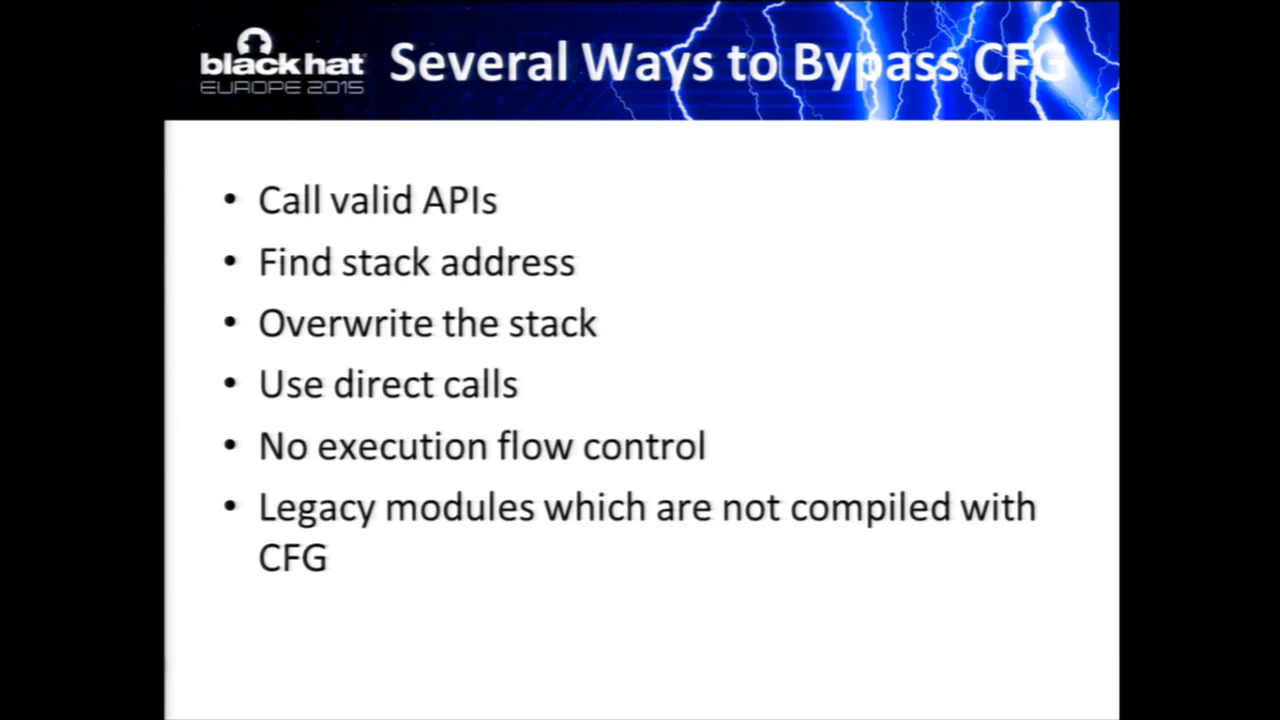 black hat
EUROPE 2015
Several Ways to Bypass CFG
• Call valid APIs
• Find stack address
• Overwrite the stack
• Use direct calls
• No execution flow control
• Legacy modules which are not compiled with
CFG